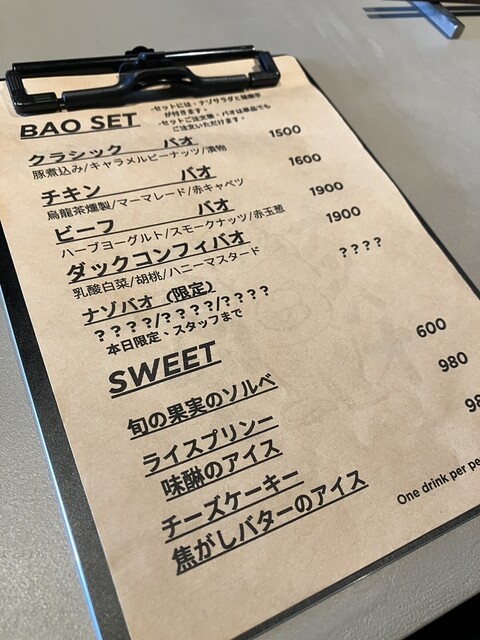 BAO SET
・セットには、ナゾサラダと
が付きます。
・セットご注文後、バオは単品でも
ご注文いただけます。
クラシック バオ 1500
豚煮込み/キャラメルピーナッツ/漬物
チキン バオ 1600
烏龍茶燻製/マーマレード/赤キャベツ
ビーフ バオ 1900
ハーブヨーグルト/スモークナッツ/赤玉葱
ダックコンフィバオ 1900
乳酸白菜/胡桃/ハニーマスタード
ナゾバオ (限定) ????
????/????/????
本日限定、スタッフまで
SWEET
旬の果実のソルベ 600
ライスプリンー 980
味醂のアイス
チーズケーキー 98
焦がしバターのアイス
One drink per pe